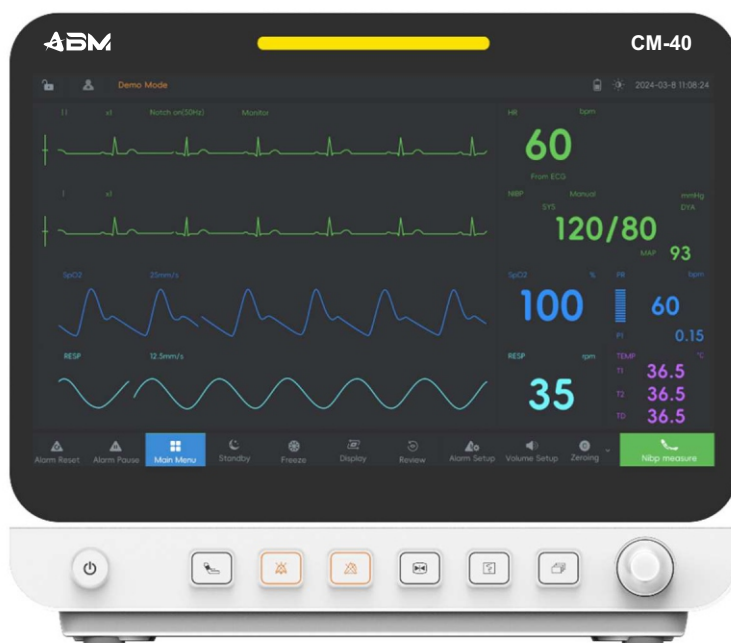 ABM
CM-40
Demo Mode
2024-03-8 11:08:24
II x1 Notch on(50Hz) Monitor
HR bpm
60
From ECG
I x1
NIBP Manual mmHg
SYS DYA
120/80
MAP 93
SpO2 25mm/s
SpO2 % PR bpm
100 60
PI 0.15
RESP 12.5mm/s
RESP rpm
35
TEMP °C
T1 36.5
T2 36.5
TD 36.5
Alarm Reset
Alarm Pause
Main Menu
Standby
Freeze
Display
Review
Alarm Setup
Volume Setup
Zeroing
Nibp measure